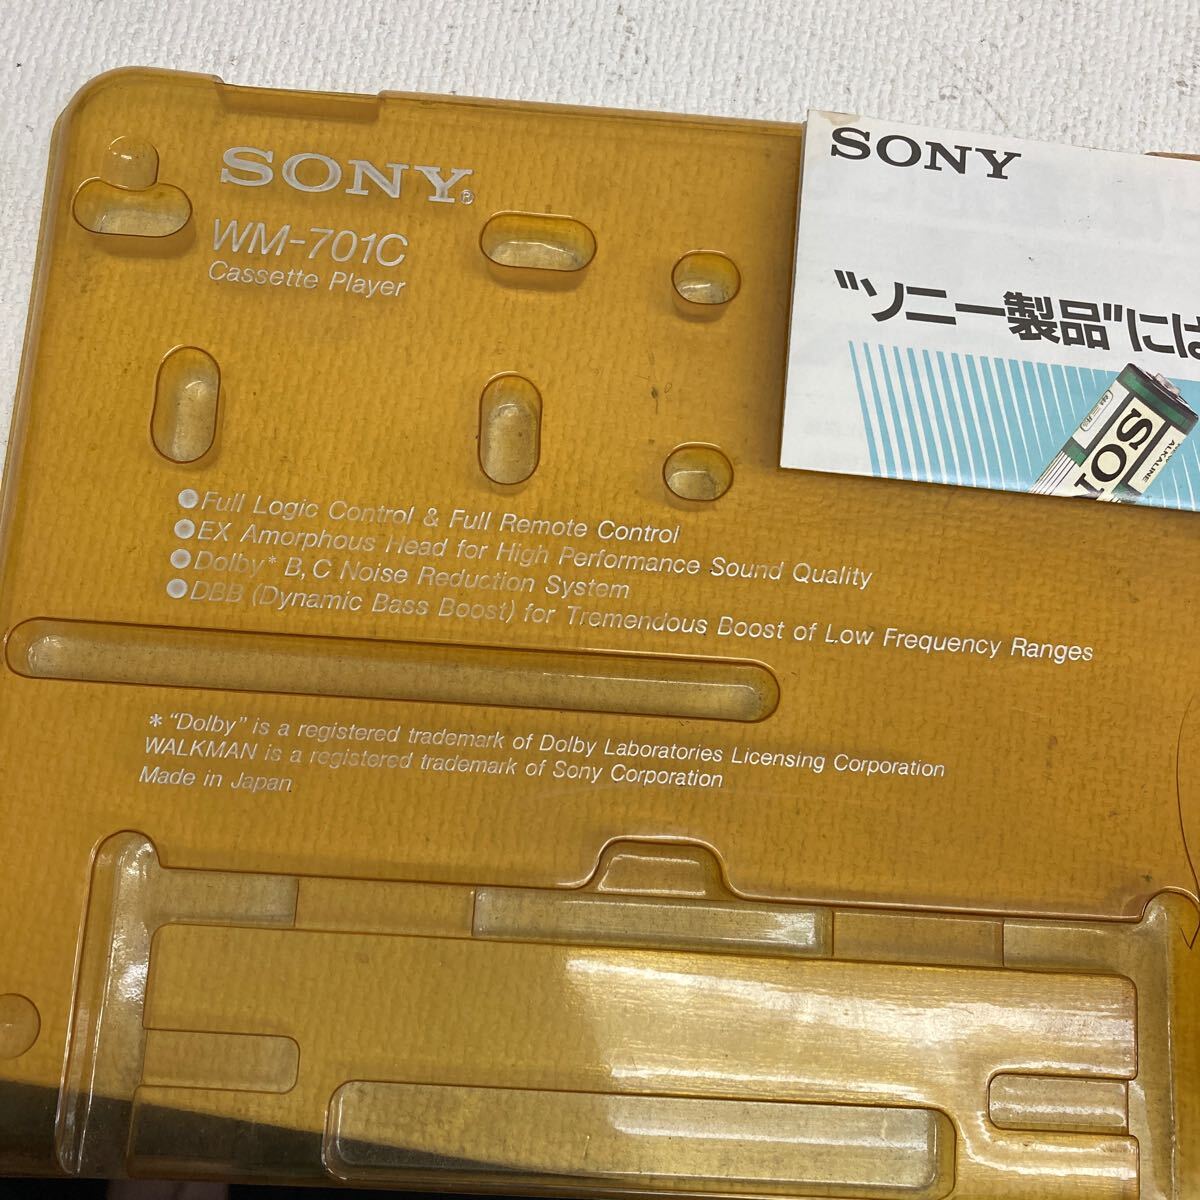 SONY®
WM-701C
Cassette Player
●Full Logic Control & Full Remote Control
●EX Amorphous Head for High Performance Sound Quality
●Dolby* B, C Noise Reduction System
●DBB (Dynamic Bass Boost) for Tremendous Boost of Low Frequency Ranges
* "Dolby" is a registered trademark of Dolby Laboratories Licensing Corporation
WALKMAN is a registered trademark of Sony Corporation
Made in Japan
SONY
"ソニー製品"には
SON
ALKALINE